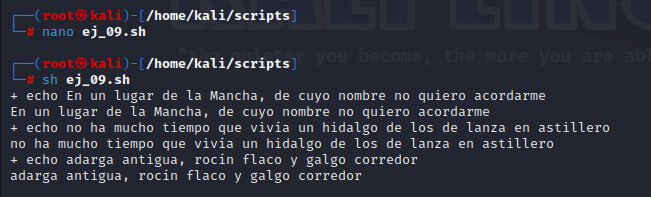 ┌──(root㉿kali)-[/home/kali/scripts]
└─# nano ej_09.sh
"the quieter you become, the more you are abl
┌──(root㉿kali)-[/home/kali/scripts]
└─# sh ej_09.sh
+ echo En un lugar de la Mancha, de cuyo nombre no quiero acordarme
En un lugar de la Mancha, de cuyo nombre no quiero acordarme
+ echo no ha mucho tiempo que vivía un hidalgo de los de lanza en astillero
no ha mucho tiempo que vivía un hidalgo de los de lanza en astillero
+ echo adarga antigua, rocín flaco y galgo corredor
adarga antigua, rocín flaco y galgo corredor